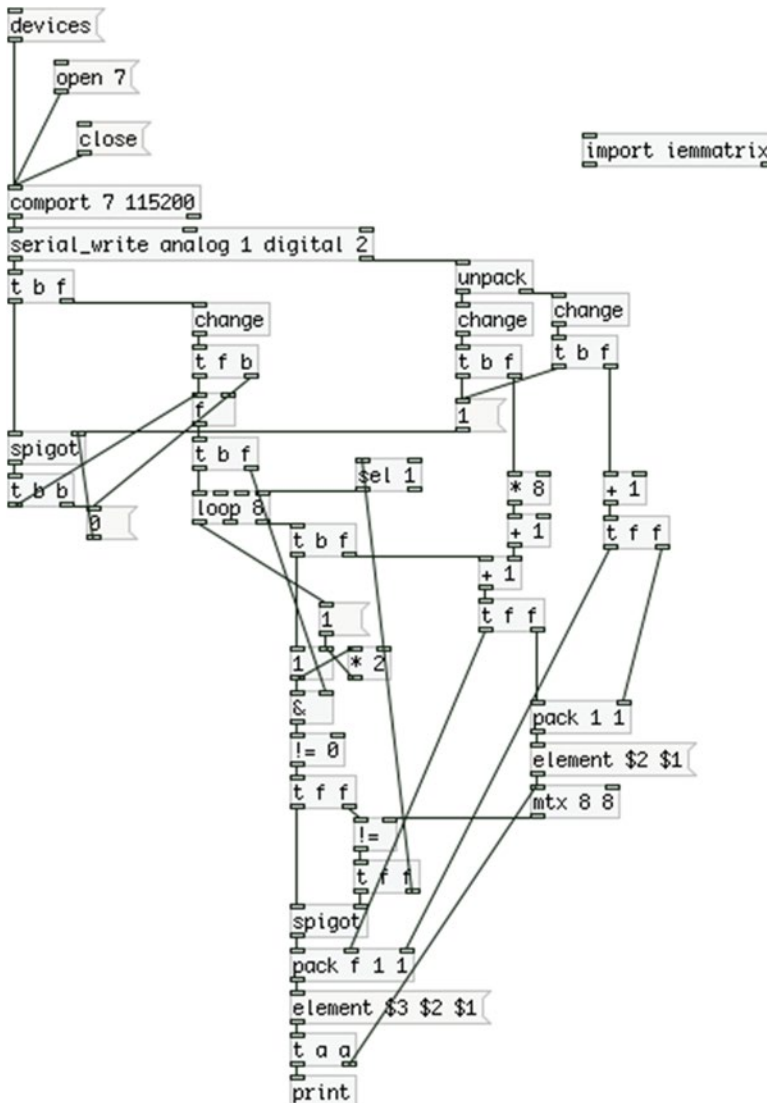 devices
open 7
close
import iemmatrix
comport 7 115200
serial_write analog 1 digital 2
unpack
t b f
change
change
change
t f b
t b f
t b f
f
1
spigot
t b f
sel 1
t b b
* 8
+ 1
0
loop 8
+ 1
t b f
t f f
+ 1
1
t f f
1
* 2
&
pack 1 1
!= 0
element $2 $1
t f f
mtx 8 8
!=
t f f
spigot
pack f 1 1
element $3 $2 $1
t a a
print